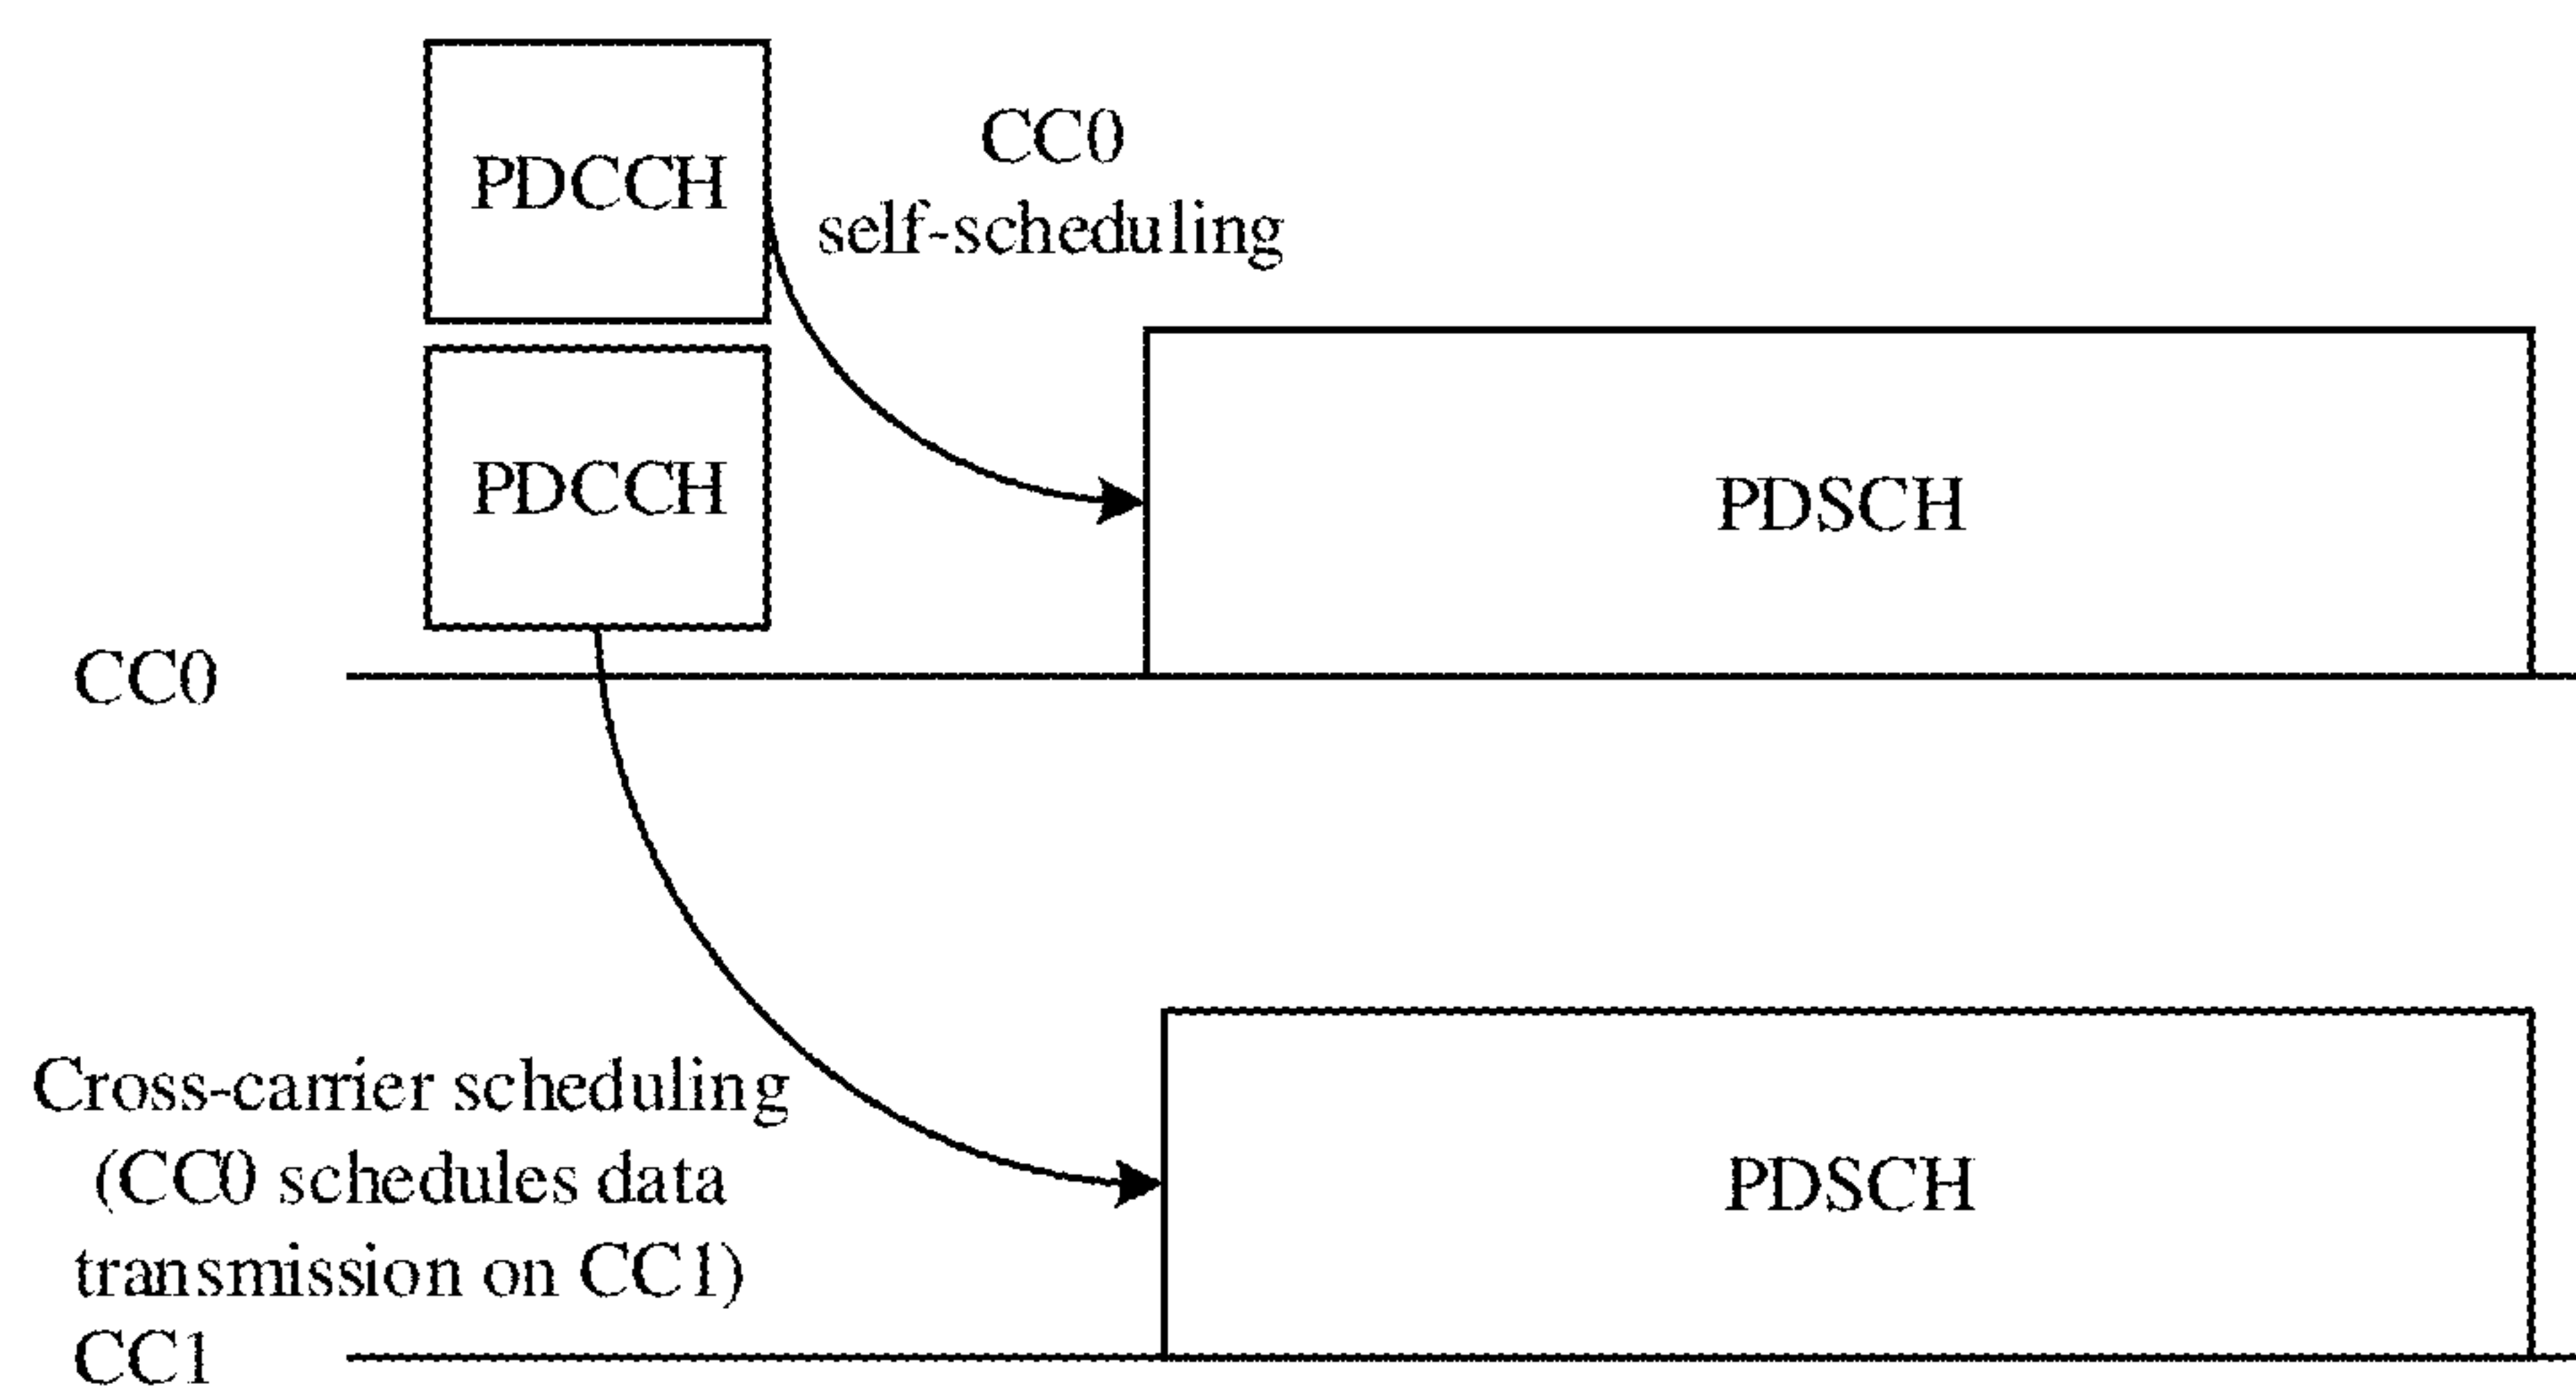 PDCCH
CC0
self-scheduling
PDCCH
PDSCH
CC0
Cross-carrier scheduling
(CC0 schedules data
transmission on CC1)
PDSCH
CC1